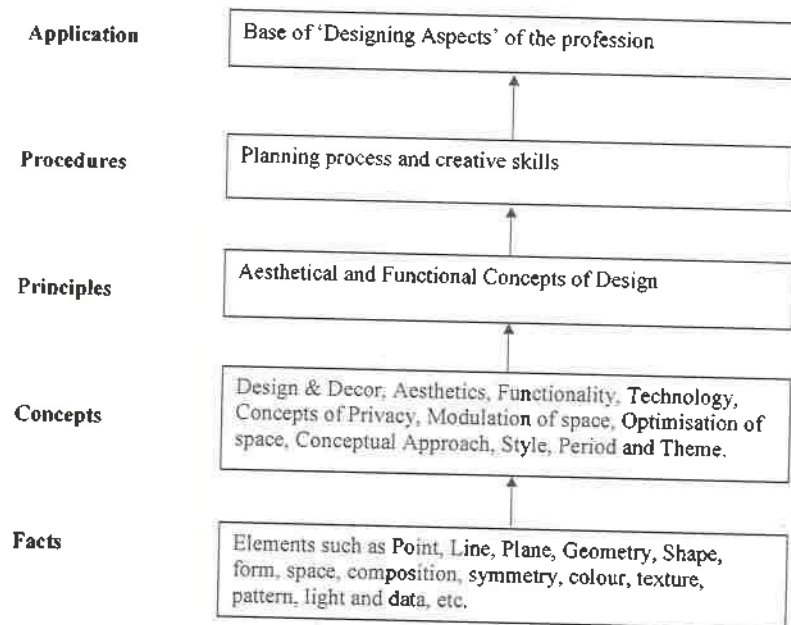 Application
Base of 'Designing Aspects' of the profession
Procedures
Planning process and creative skills
Principles
Aesthetical and Functional Concepts of Design
Concepts
Design & Decor, Aesthetics, Functionality, Technology,
Concepts of Privacy, Modulation of space, Optimisation of
space, Conceptual Approach, Style, Period and Theme.
Facts
Elements such as Point, Line, Plane, Geometry, Shape,
form, space, composition, symmetry, colour, texture,
pattern, light and data, etc.